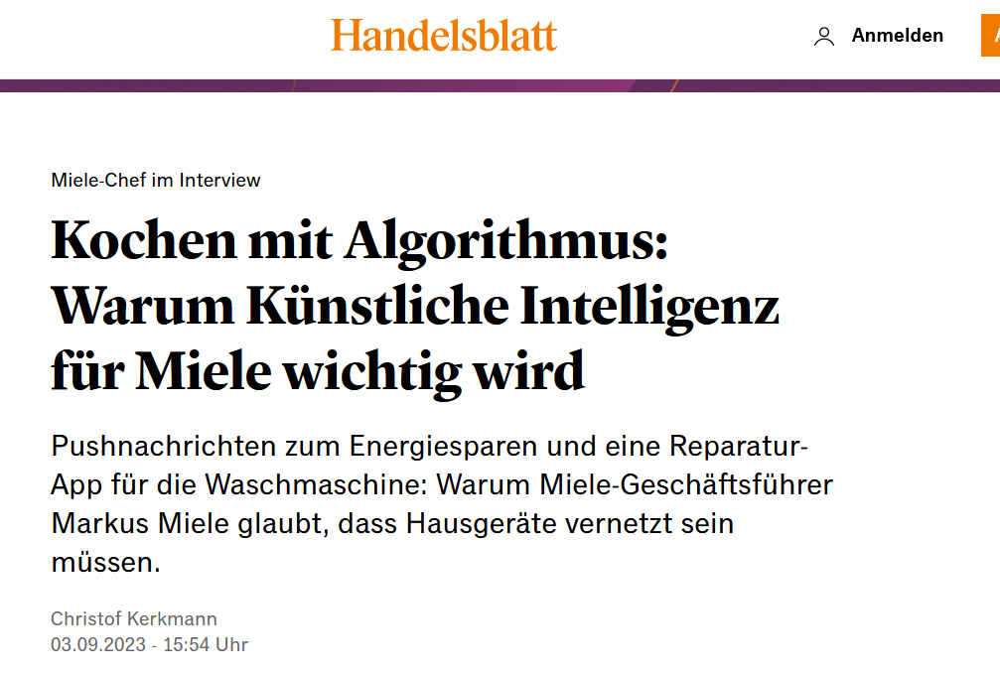 Handelsblatt
Anmelden
Miele-Chef im Interview
Kochen mit Algorithmus:
Warum Künstliche Intelligenz
für Miele wichtig wird
Pushnachrichten zum Energiesparen und eine Reparatur-
App für die Waschmaschine: Warum Miele-Geschäftsführer
Markus Miele glaubt, dass Hausgeräte vernetzt sein
müssen.
Christof Kerkmann
03.09.2023 - 15:54 Uhr